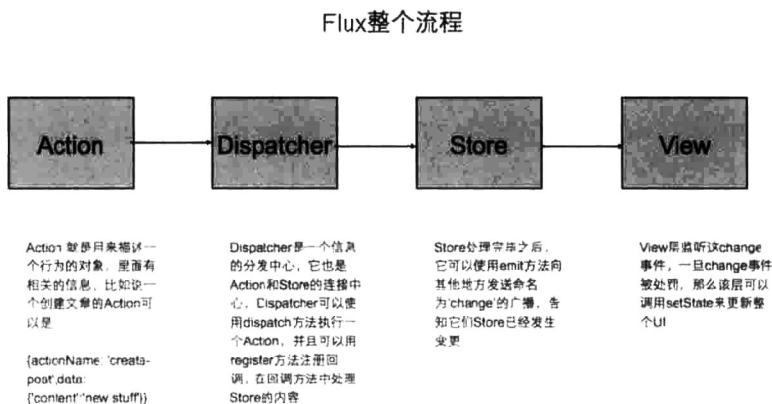 Flux整个流程
Action
Dispatcher
Store
View
Action 就是用来描述一
个行为的对象，里面有
相关的信息，比如说一
个创建文章的Action可
以是
{actionName: 'creata-
post',data:
{'content':'new stuff'}}
Dispatcher是一个信息
的分发中心，它也是
Action和Store的连接中
心，Dispatcher可以使
用dispatch方法执行一
个Action，并且可以用
register方法注册回
调，在回调方法中处理
Store的内容
Store处理完毕之后，
它可以使用emit方法向
其他地方发送命名
为'change'的广播，告
知它们Store已经发生
变更
View层监听这change
事件，一旦change事件
被处罚，那么该层可以
调用setState来更新整
个UI